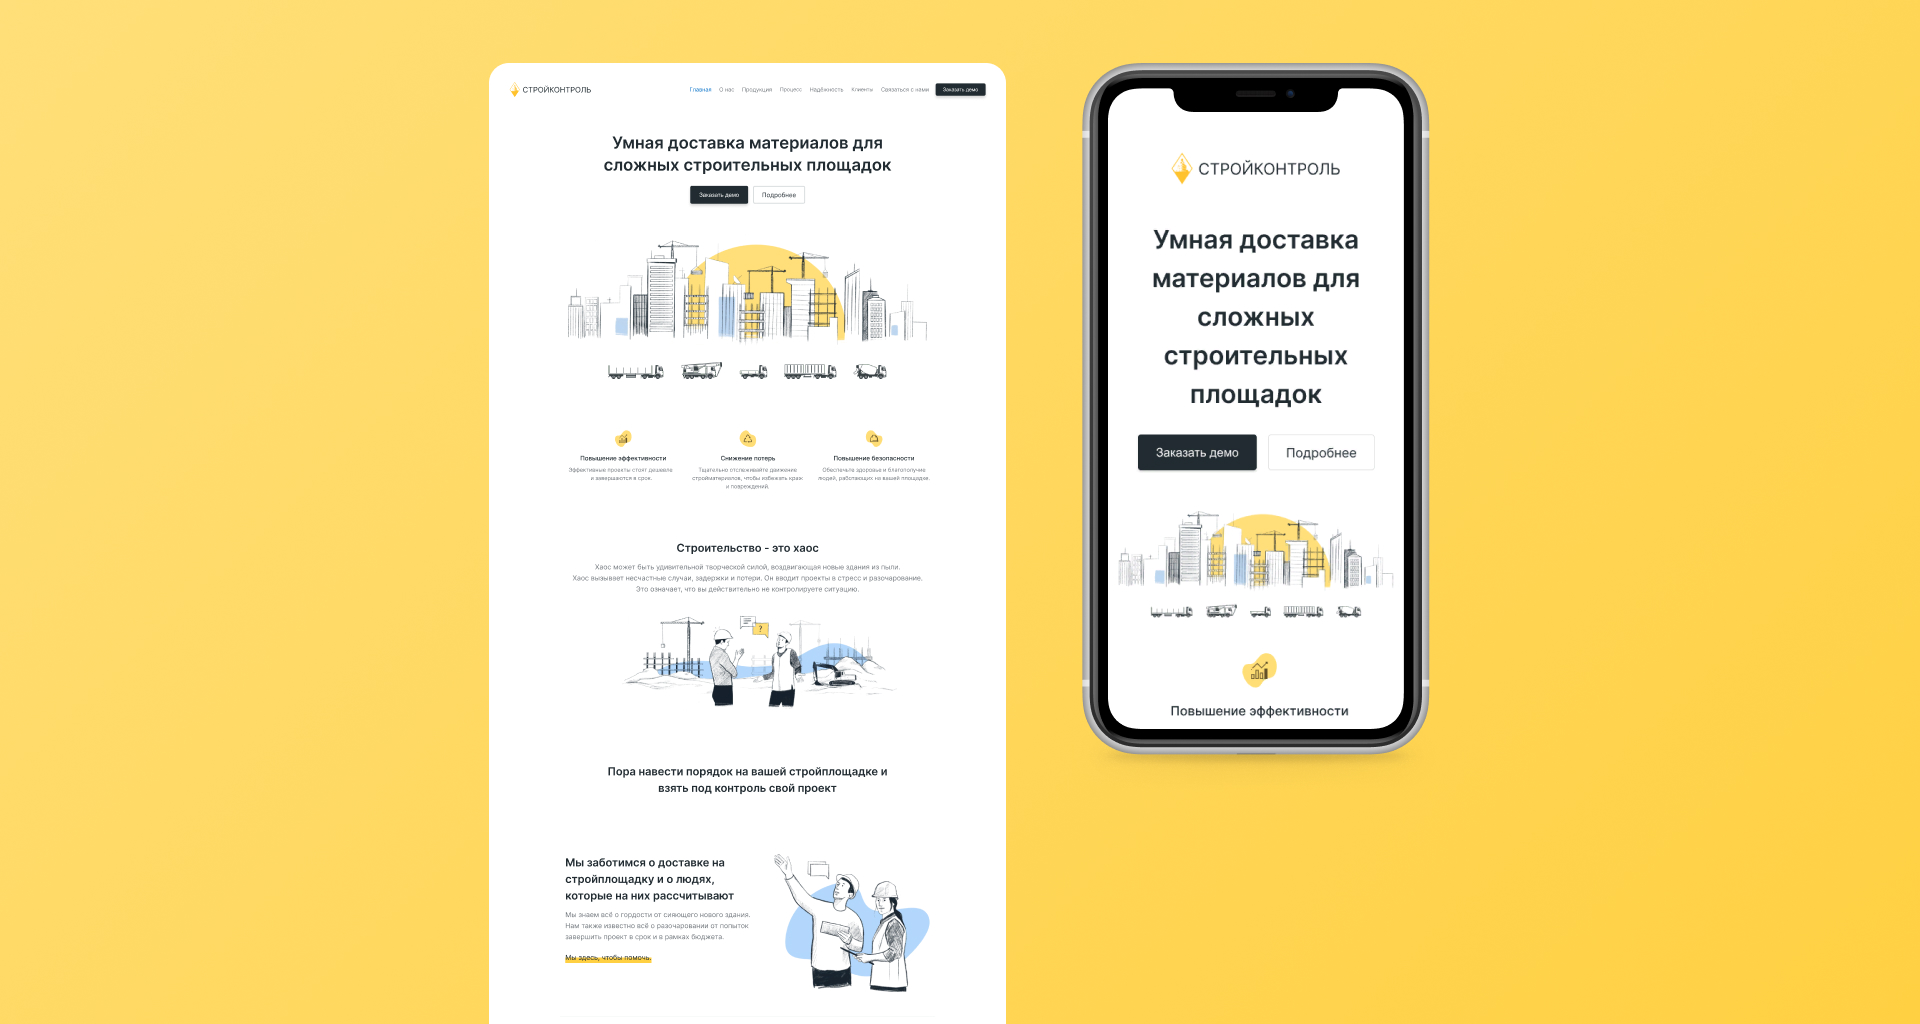 СТРОЙКОНТРОЛЬ
Главная О нас Продукция Процесс Надёжность Клиенты Связаться с нами Заказать демо
Умная доставка материалов для
сложных строительных площадок
Заказать демо Подробнее
Повышение эффективности
Эффективные проекты стоят дешевле
и завершаются в срок.
Снижение потерь
Тщательно отслеживайте движение
стройматериалов, чтобы избежать краж
и повреждений.
Повышение безопасности
Обеспечьте здоровье и благополучие
людей, работающих на вашей площадке.
Строительство - это хаос
Хаос может быть удивительной творческой силой, воздвигающая новые здания из пыли.
Хаос вызывает несчастные случаи, задержки и потери. Он вводит проекты в стресс и разочарование.
Это означает, что вы действительно не контролируете ситуацию.
?
Пора навести порядок на вашей стройплощадке и
взять под контроль свой проект
Мы заботимся о доставке на
стройплощадку и о людях,
которые на них рассчитывают
Мы знаем всё о гордости от сияющего нового здания.
Нам также известно всё о разочаровании от попыток
завершить проект в срок и в рамках бюджета.
Мы здесь, чтобы помочь.
СТРОЙКОНТРОЛЬ
Умная доставка
материалов для
сложных
строительных
площадок
Заказать демо Подробнее
Повышение эффективности